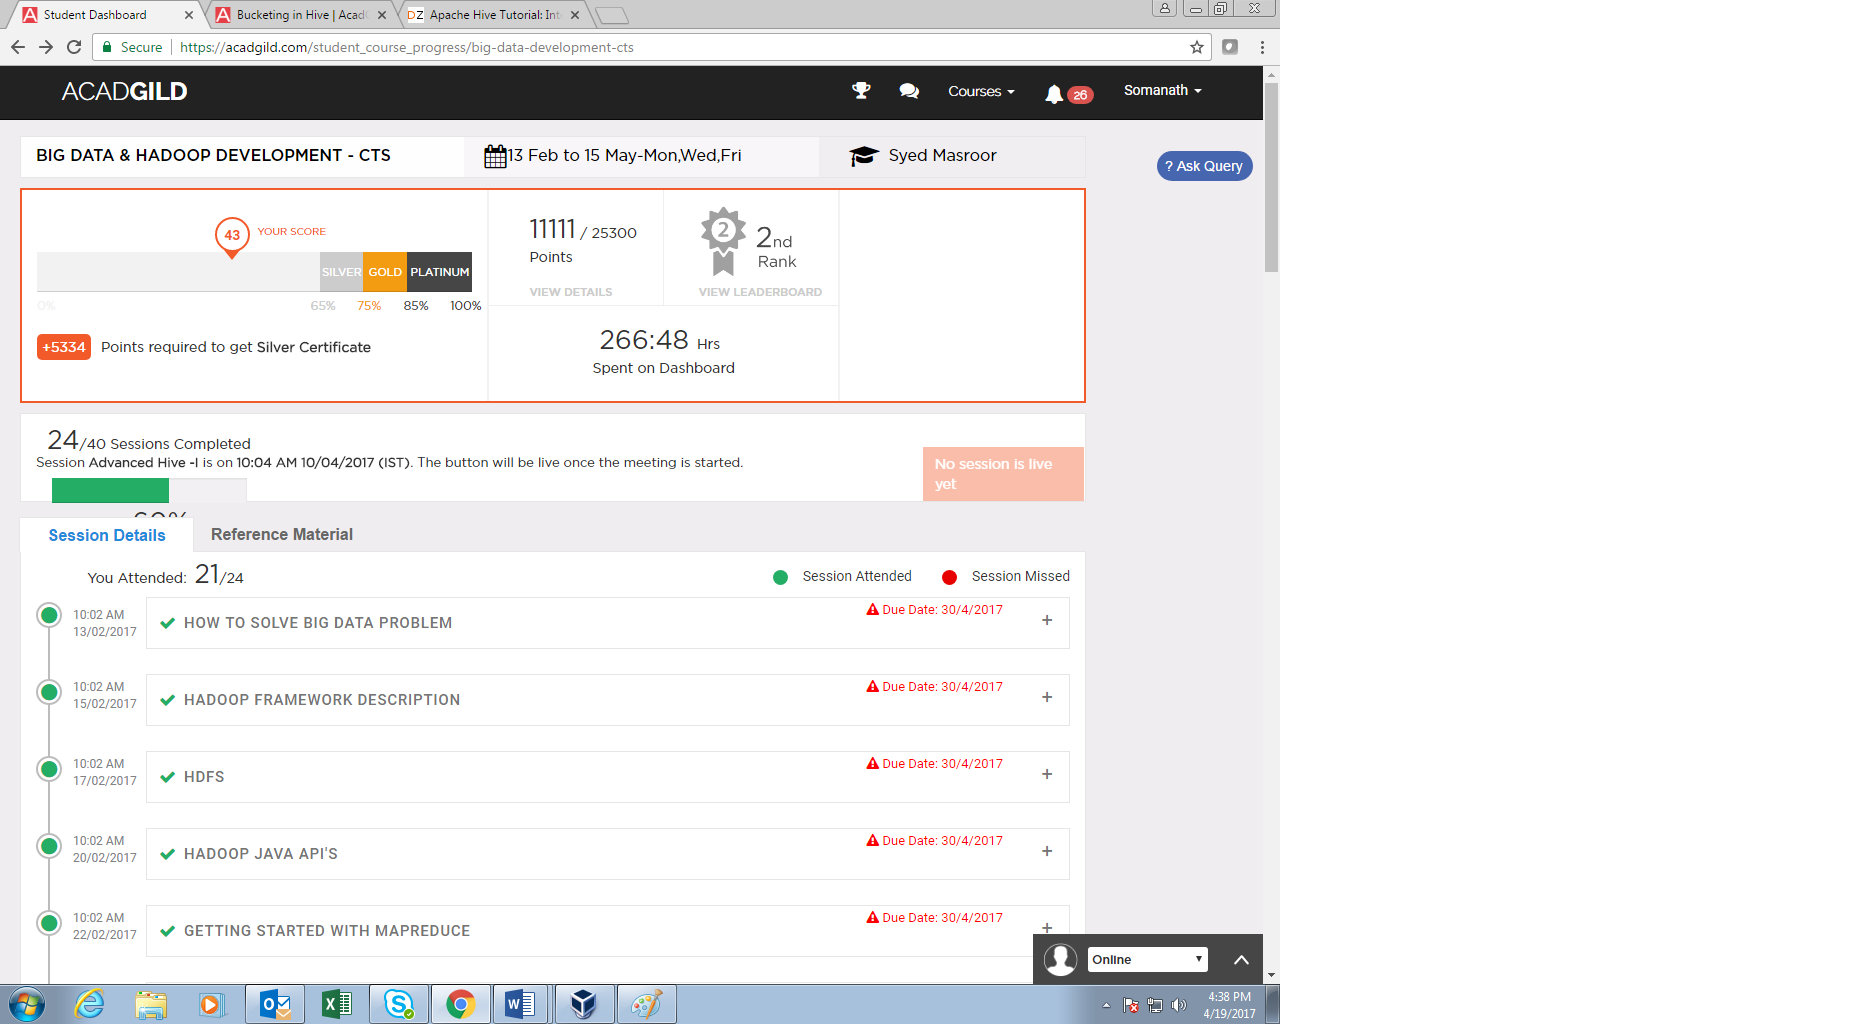 Student Dashboard
Bucketing in Hive | Acad
DZ Apache Hive Tutorial: Int
Secure https://acadgild.com/student_course_progress/big-data-development-cts
ACADGILD
Courses
26
Somanath
BIG DATA & HADOOP DEVELOPMENT - CTS
13 Feb to 15 May-Mon,Wed,Fri
Syed Masroor
? Ask Query
43 YOUR SCORE
SILVER GOLD PLATINUM
0% 65% 75% 85% 100%
+5334 Points required to get Silver Certificate
11111 / 25300
Points
VIEW DETAILS
2
2nd
Rank
VIEW LEADERBOARD
266:48 Hrs
Spent on Dashboard
24/40 Sessions Completed
Session Advanced Hive -I is on 10:04 AM 10/04/2017 (IST). The button will be live once the meeting is started.
No session is live
yet
60%
Session Details
Reference Material
You Attended: 21/24
Session Attended
Session Missed
10:02 AM
13/02/2017
HOW TO SOLVE BIG DATA PROBLEM
Due Date: 30/4/2017
+
10:02 AM
15/02/2017
HADOOP FRAMEWORK DESCRIPTION
Due Date: 30/4/2017
+
10:02 AM
17/02/2017
HDFS
Due Date: 30/4/2017
+
10:02 AM
20/02/2017
HADOOP JAVA API'S
Due Date: 30/4/2017
+
10:02 AM
22/02/2017
GETTING STARTED WITH MAPREDUCE
Due Date: 30/4/2017
+
Online
4:38 PM
4/19/2017